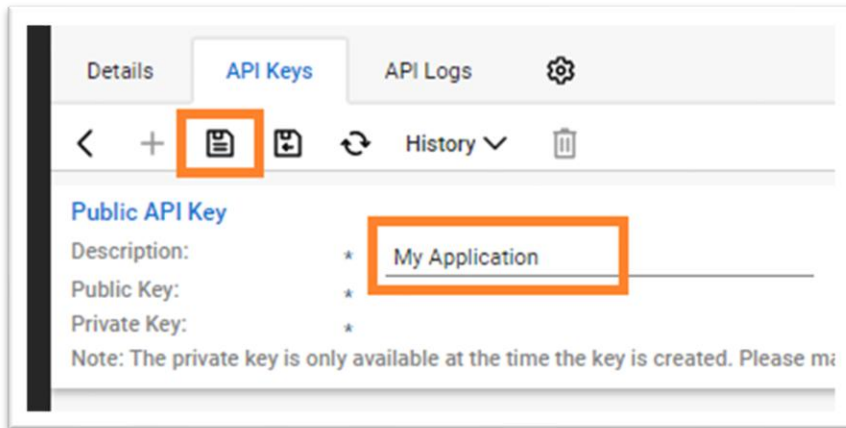 Details API Keys API Logs
History
Public API Key
Description: * My Application
Public Key: *
Private Key: *
Note: The private key is only available at the time the key is created. Please